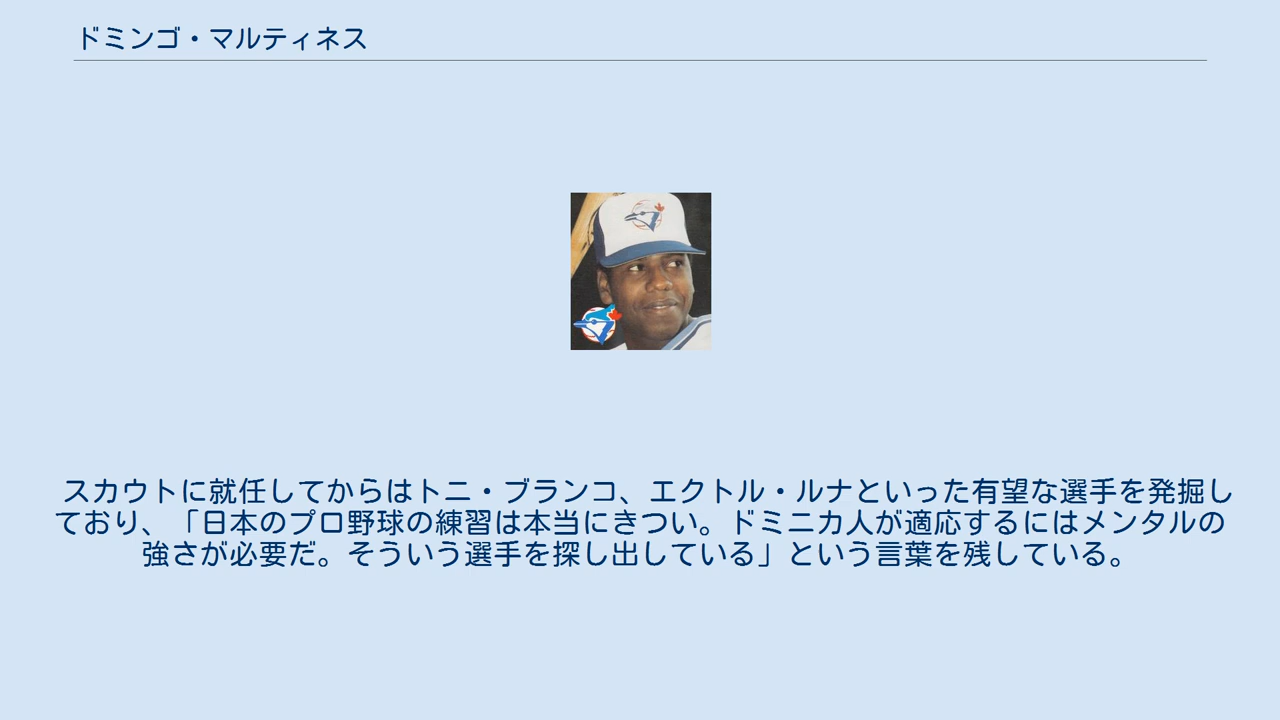 ドミンゴ・マルティネス
スカウトに就任してからはトニ・ブランコ、エクトル・ルナといった有望な選手を発掘し
ており、「日本のプロ野球の練習は本当にきつい。ドミニカ人が適応するにはメンタルの
強さが必要だ。そういう選手を探し出している」という言葉を残している。